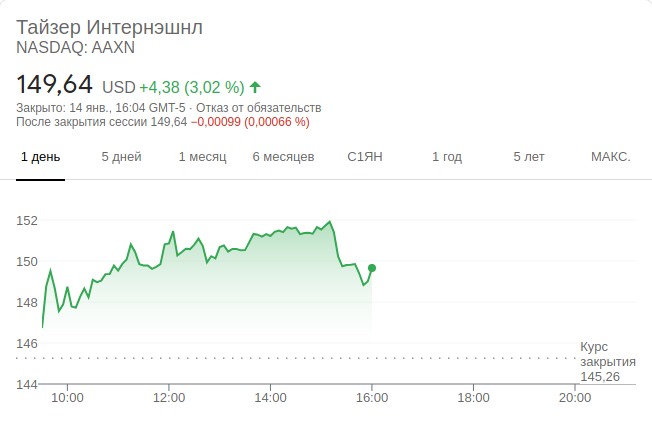 Тайзер Интернэшнл
NASDAQ: AAXN
149,64 USD +4,38 (3,02 %)
Закрыто: 14 янв., 16:04 GMT-5 · Отказ от обязательств
После закрытия сессии 149,64 −0,00099 (0,00066 %)
1 день 5 дней 1 месяц 6 месяцев С1ЯН 1 год 5 лет МАКС.
152
150
148
146
144
Курс
закрытия
145,26
10:00 12:00 14:00 16:00 18:00 20:00